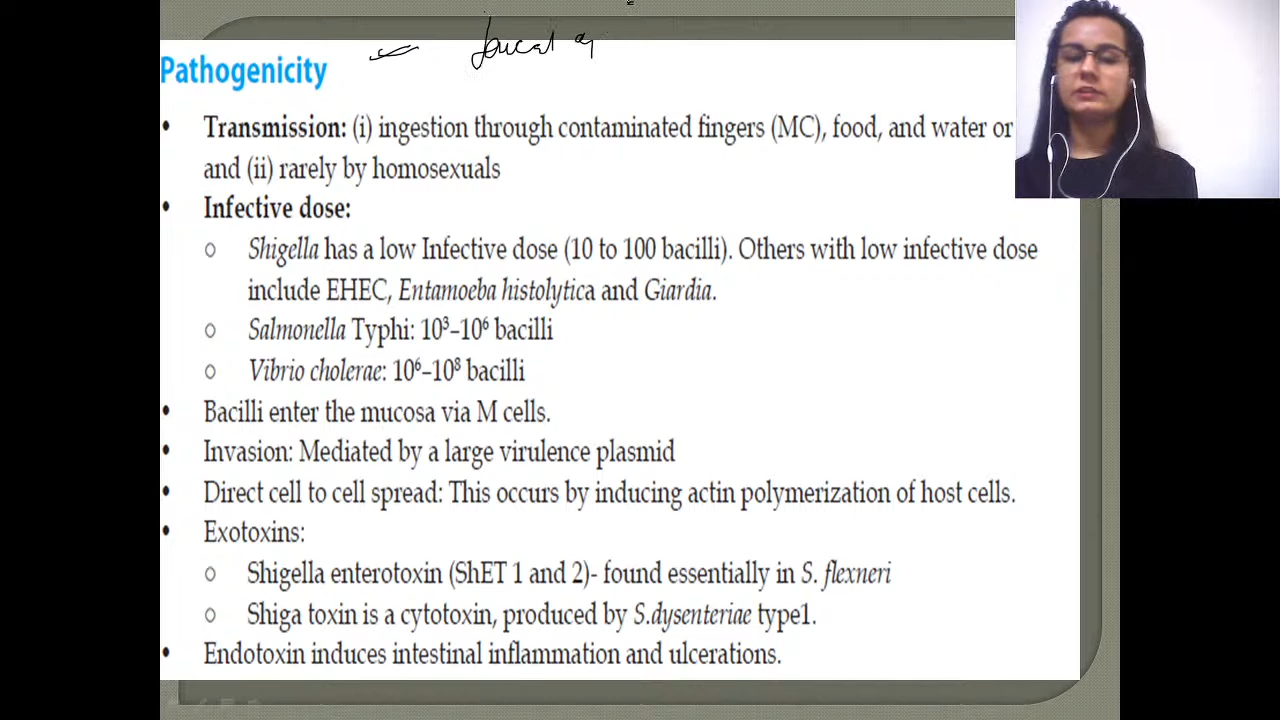 Pathogenicity
• Transmission: (i) ingestion through contaminated fingers (MC), food, and water or
and (ii) rarely by homosexuals
• Infective dose:
o Shigella has a low Infective dose (10 to 100 bacilli). Others with low infective dose
include EHEC, Entamoeba histolytica and Giardia.
o Salmonella Typhi: 10³–10⁶ bacilli
o Vibrio cholerae: 10⁶–10⁸ bacilli
• Bacilli enter the mucosa via M cells.
• Invasion: Mediated by a large virulence plasmid
• Direct cell to cell spread: This occurs by inducing actin polymerization of host cells.
• Exotoxins:
o Shigella enterotoxin (ShET 1 and 2)- found essentially in S. flexneri
o Shiga toxin is a cytotoxin, produced by S.dysenteriae type1.
• Endotoxin induces intestinal inflammation and ulcerations.